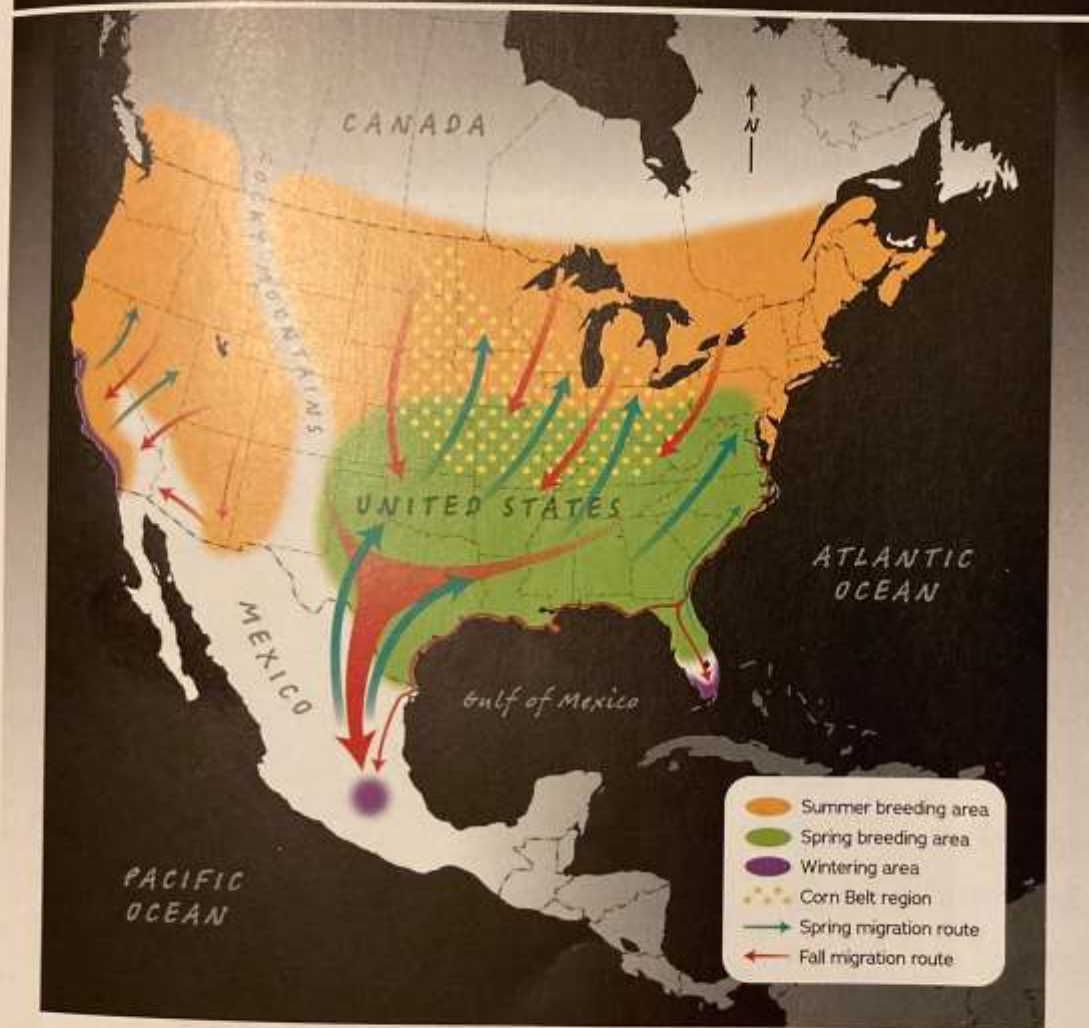 CANADA
N
ROCKY MOUNTAINS
UNITED STATES
ATLANTIC
OCEAN
MEXICO
Gulf of Mexico
PACIFIC
OCEAN
Summer breeding area
Spring breeding area
Wintering area
Corn Belt region
Spring migration route
Fall migration route